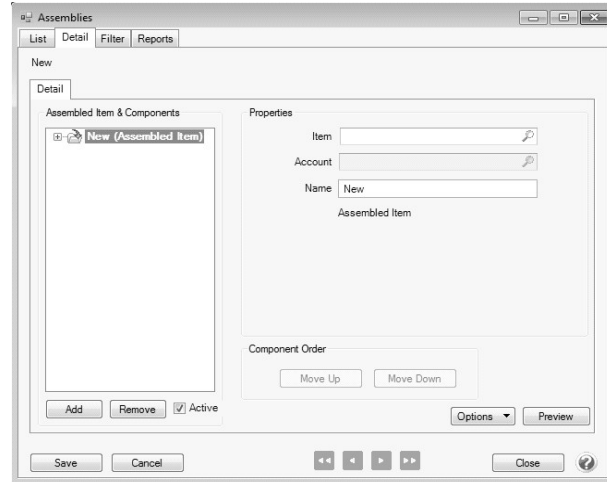 Assemblies
List Detail Filter Reports
New
Detail
Assembled Item & Components
New (Assembled Item)
Add Remove Active
Properties
Item
Account
Name New
Assembled Item
Component Order
Move Up Move Down
Options Preview
Save Cancel Close ?